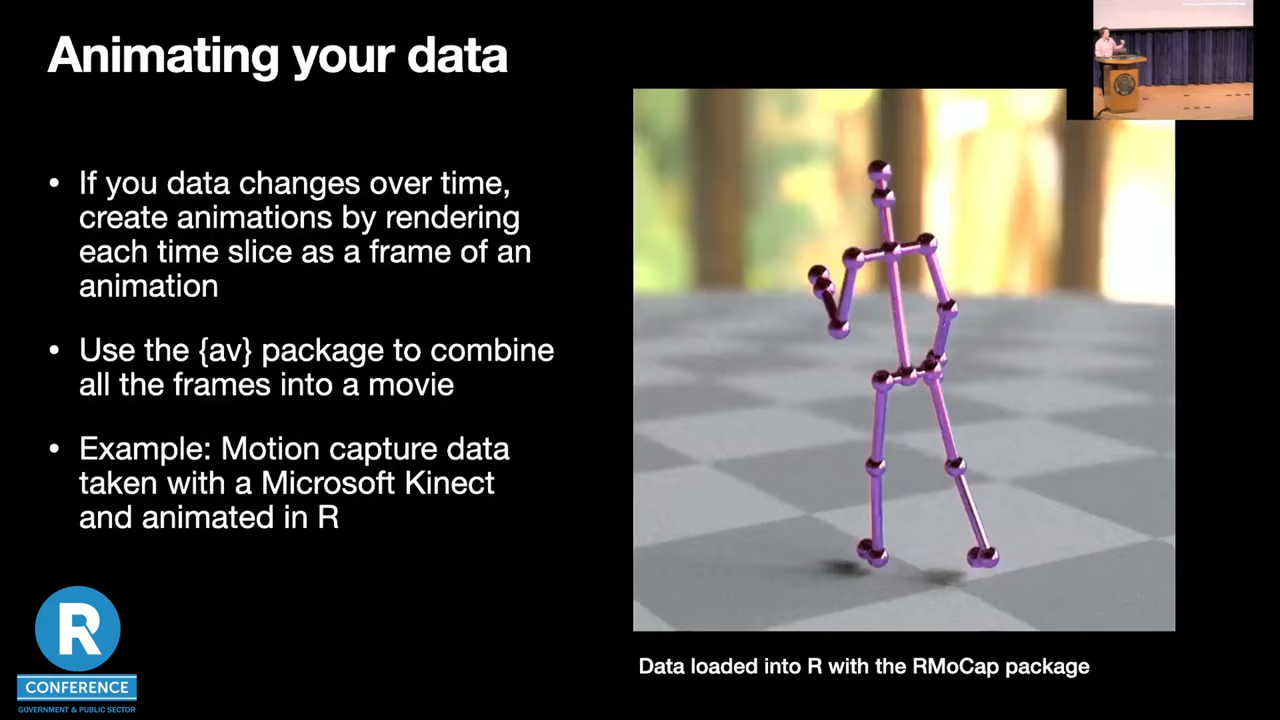 Animating your data
• If you data changes over time,
create animations by rendering
each time slice as a frame of an
animation
• Use the {av} package to combine
all the frames into a movie
• Example: Motion capture data
taken with a Microsoft Kinect
and animated in R
Data loaded into R with the RMoCap package
R
CONFERENCE
GOVERNMENT & PUBLIC SECTOR